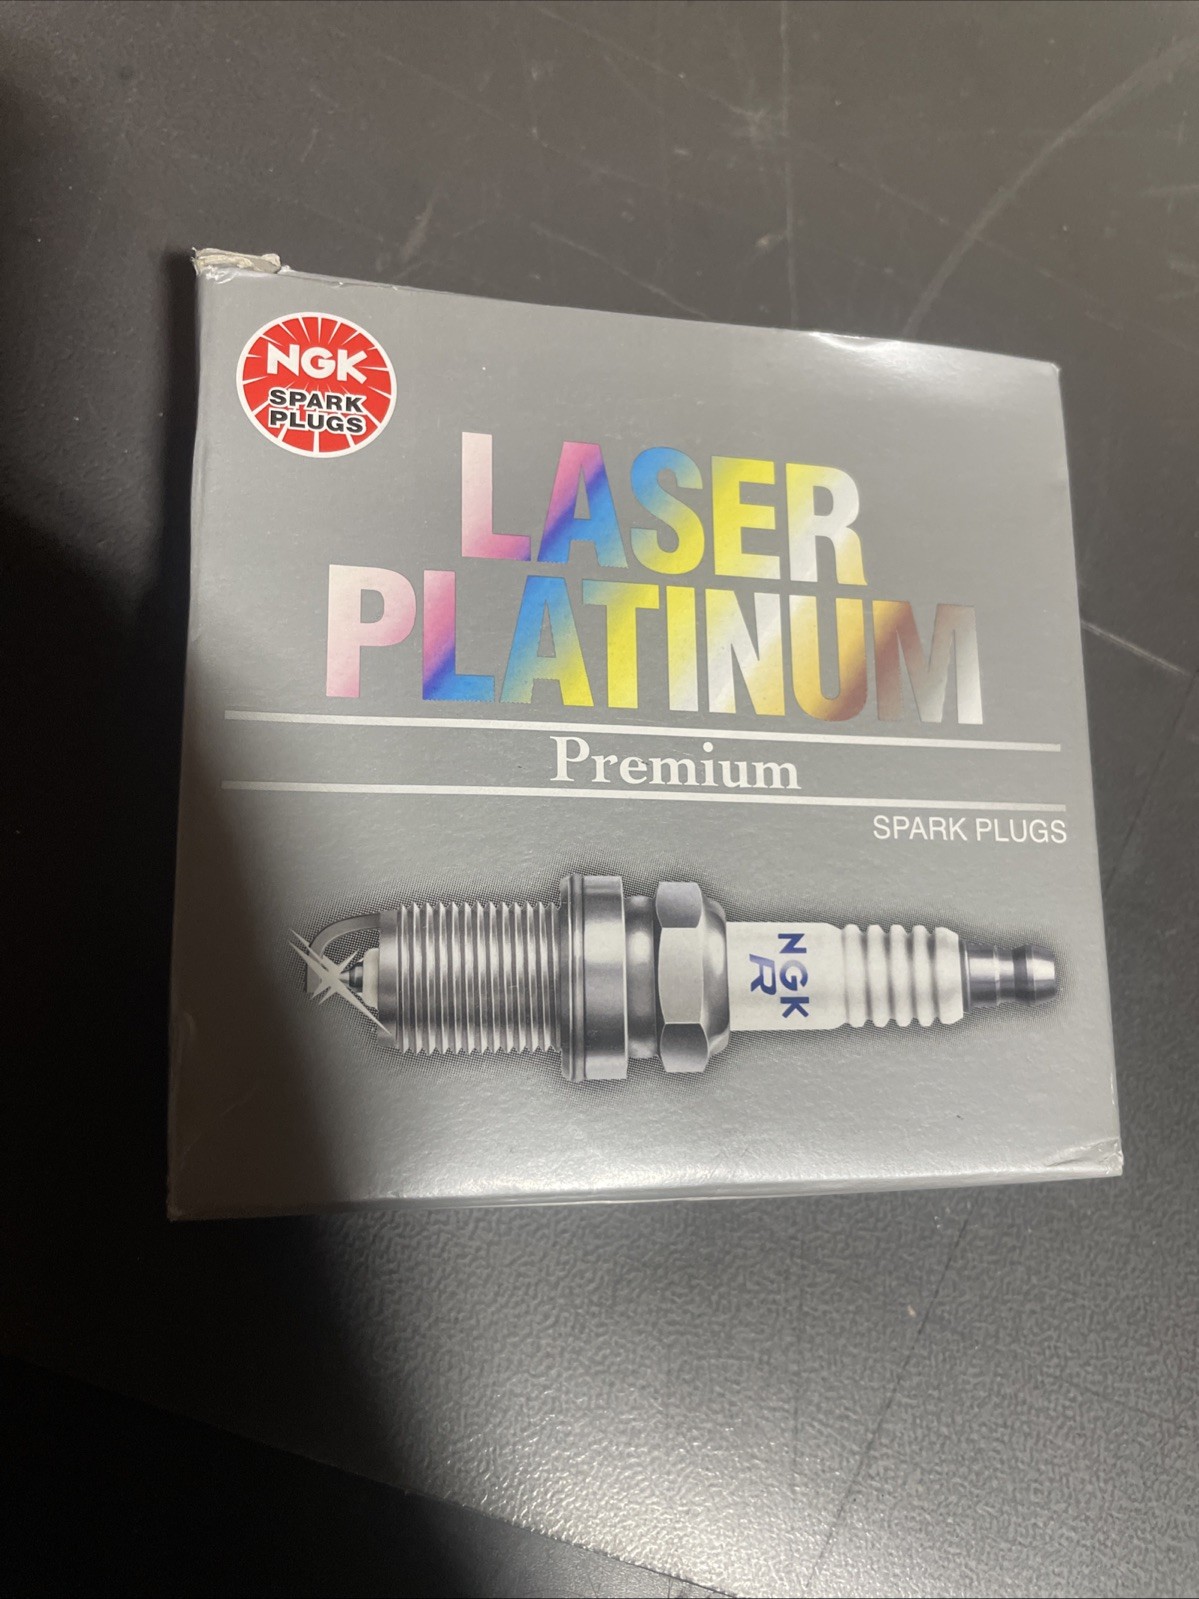 NGK
SPARK
PLUGS
LASER
PLATINUM
Premium
SPARK PLUGS
NGK
R